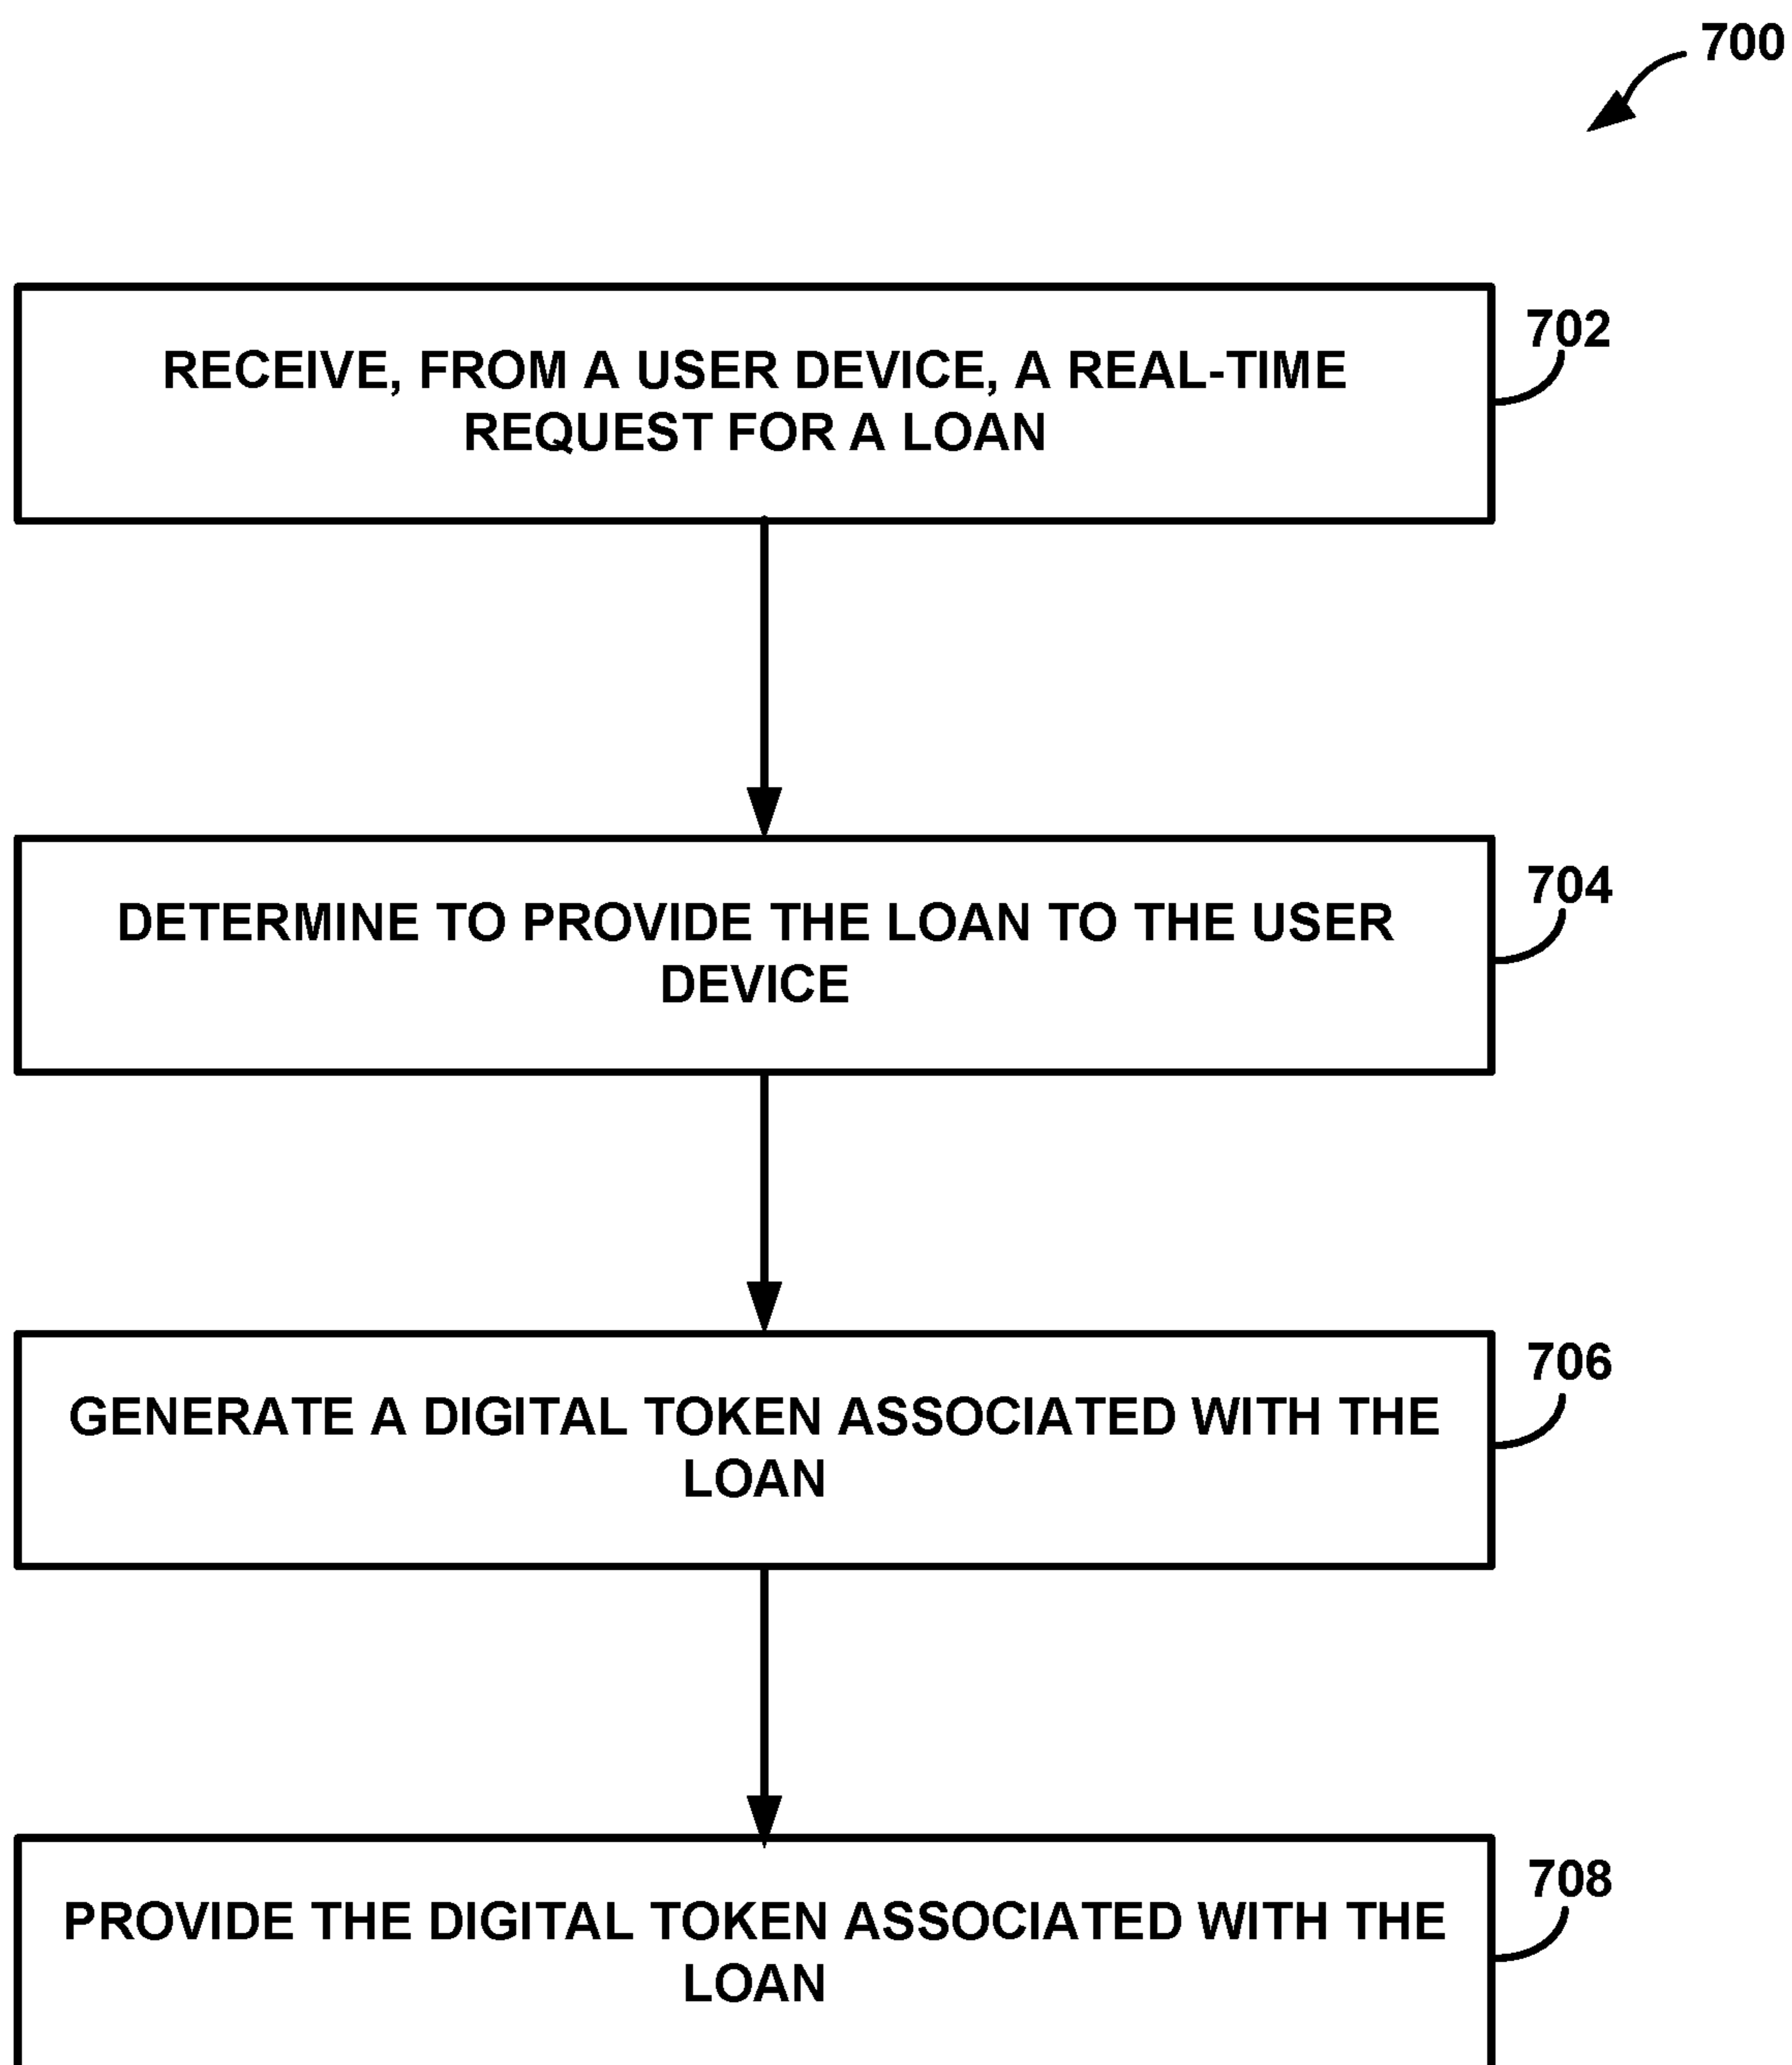 700
702
RECEIVE, FROM A USER DEVICE, A REAL-TIME
REQUEST FOR A LOAN
704
DETERMINE TO PROVIDE THE LOAN TO THE USER
DEVICE
706
GENERATE A DIGITAL TOKEN ASSOCIATED WITH THE
LOAN
708
PROVIDE THE DIGITAL TOKEN ASSOCIATED WITH THE
LOAN